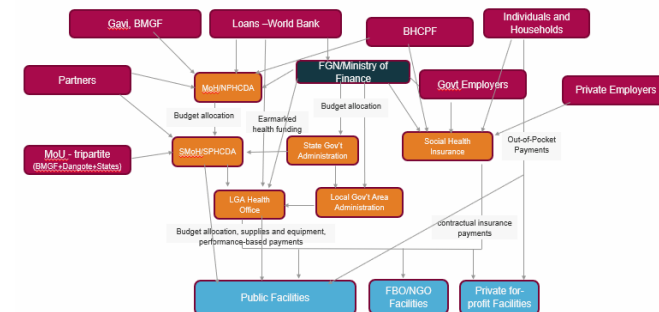 Gavi, BMGF
Loans –World Bank
BHCPF
Individuals and
Households
Partners
MoH/NPHCDA
FGN/Ministry of
Finance
Govt Employers
Private Employers
Budget allocation
Earmarked
health funding
Budget allocation
MoU - tripartite
(BMGF+Dangote+States)
SMoH/SPHCDA
State Gov't
Administration
Social Health
Insurance
Out-of-Pocket
Payments
LGA Health
Office
Local Gov't Area
Administration
Budget allocation, supplies and equipment,
performance-based payments
contractual insurance
payments
Public Facilities
FBO/NGO
Facilities
Private for-
profit Facilities